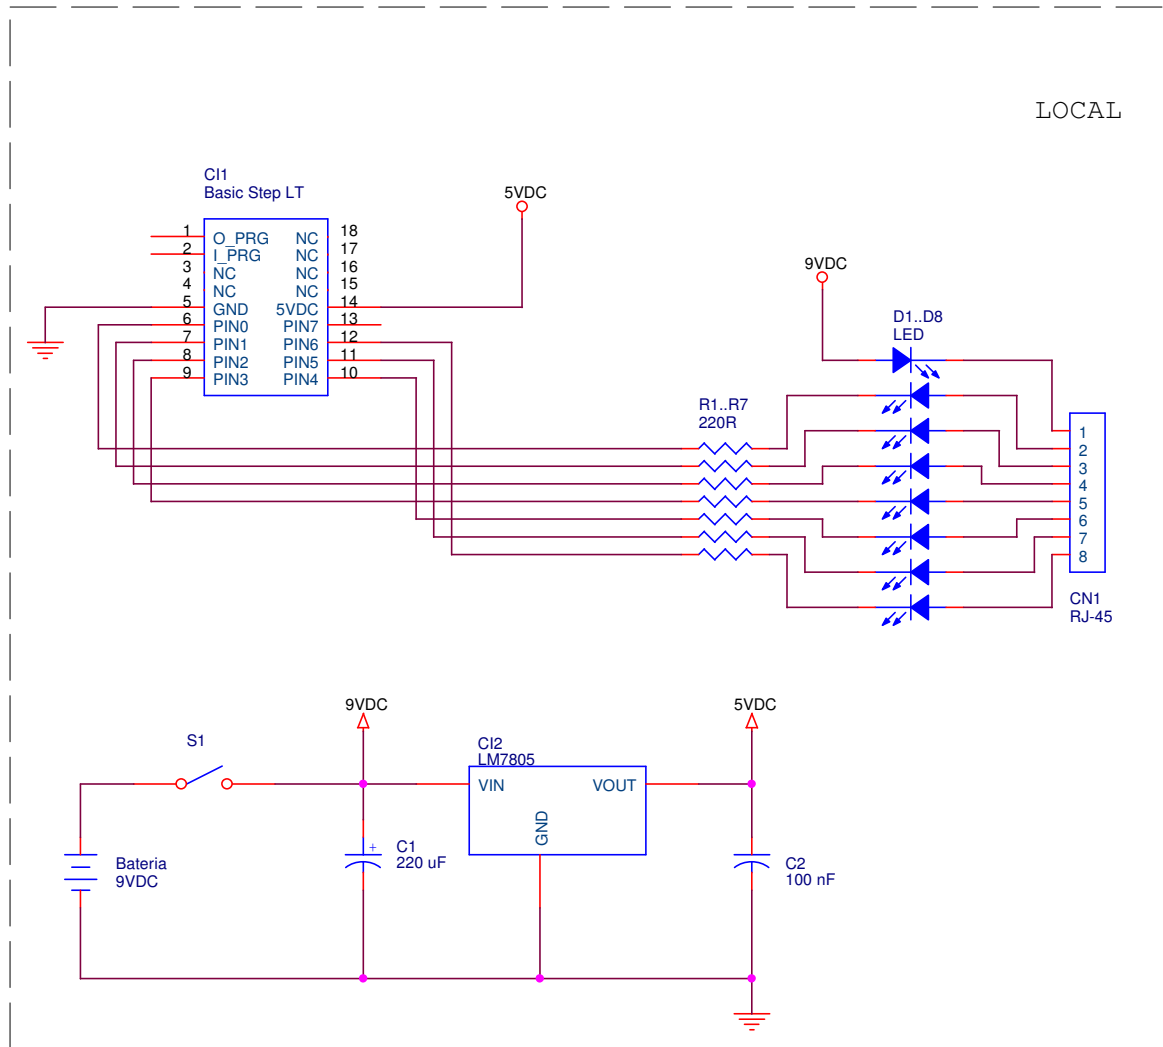 LOCAL
CI1
Basic Step LT
1 O_PRG NC 18
2 I_PRG NC 17
3 NC NC 16
4 NC NC 15
5 GND 5VDC 14
6 PIN0 PIN7 13
7 PIN1 PIN6 12
8 PIN2 PIN5 11
9 PIN3 PIN4 10
5VDC
9VDC
D1..D8
LED
R1..R7
220R
1
2
3
4
5
6
7
8
CN1
RJ-45
9VDC
5VDC
S1
CI2
LM7805
VIN VOUT
GND
+
C1
220 uF
Bateria
9VDC
C2
100 nF